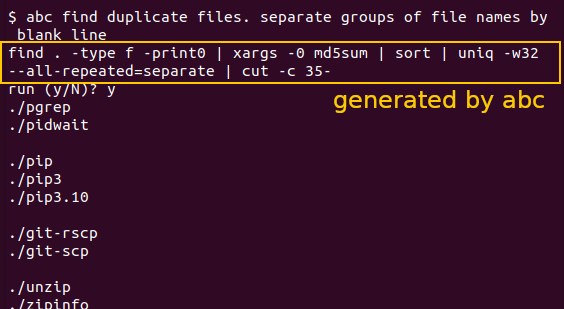 $ abc find duplicate files. separate groups of file names by
blank line
find . -type f -print0 | xargs -0 md5sum | sort | uniq -w32
--all-repeated=separate | cut -c 35-
run (y/N)? y
generated by abc
./pgrep
./pidwait
./pip
./pip3
./pip3.10
./git-rscp
./git-scp
./unzip
./zipinfo